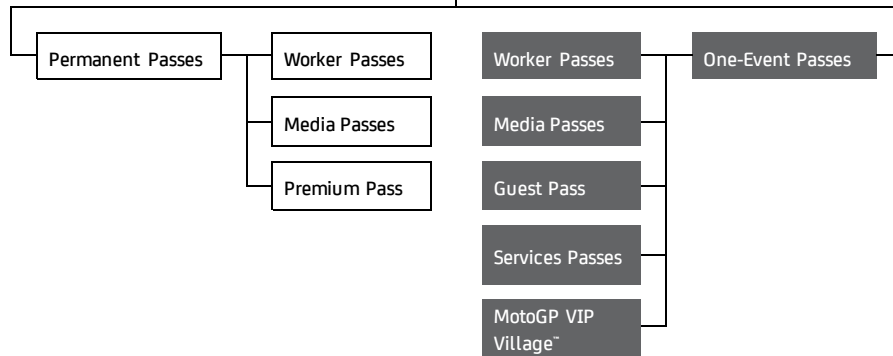 Permanent Passes
Worker Passes
Media Passes
Premium Pass
Worker Passes
One-Event Passes
Media Passes
Guest Pass
Services Passes
MotoGP VIP
Village™